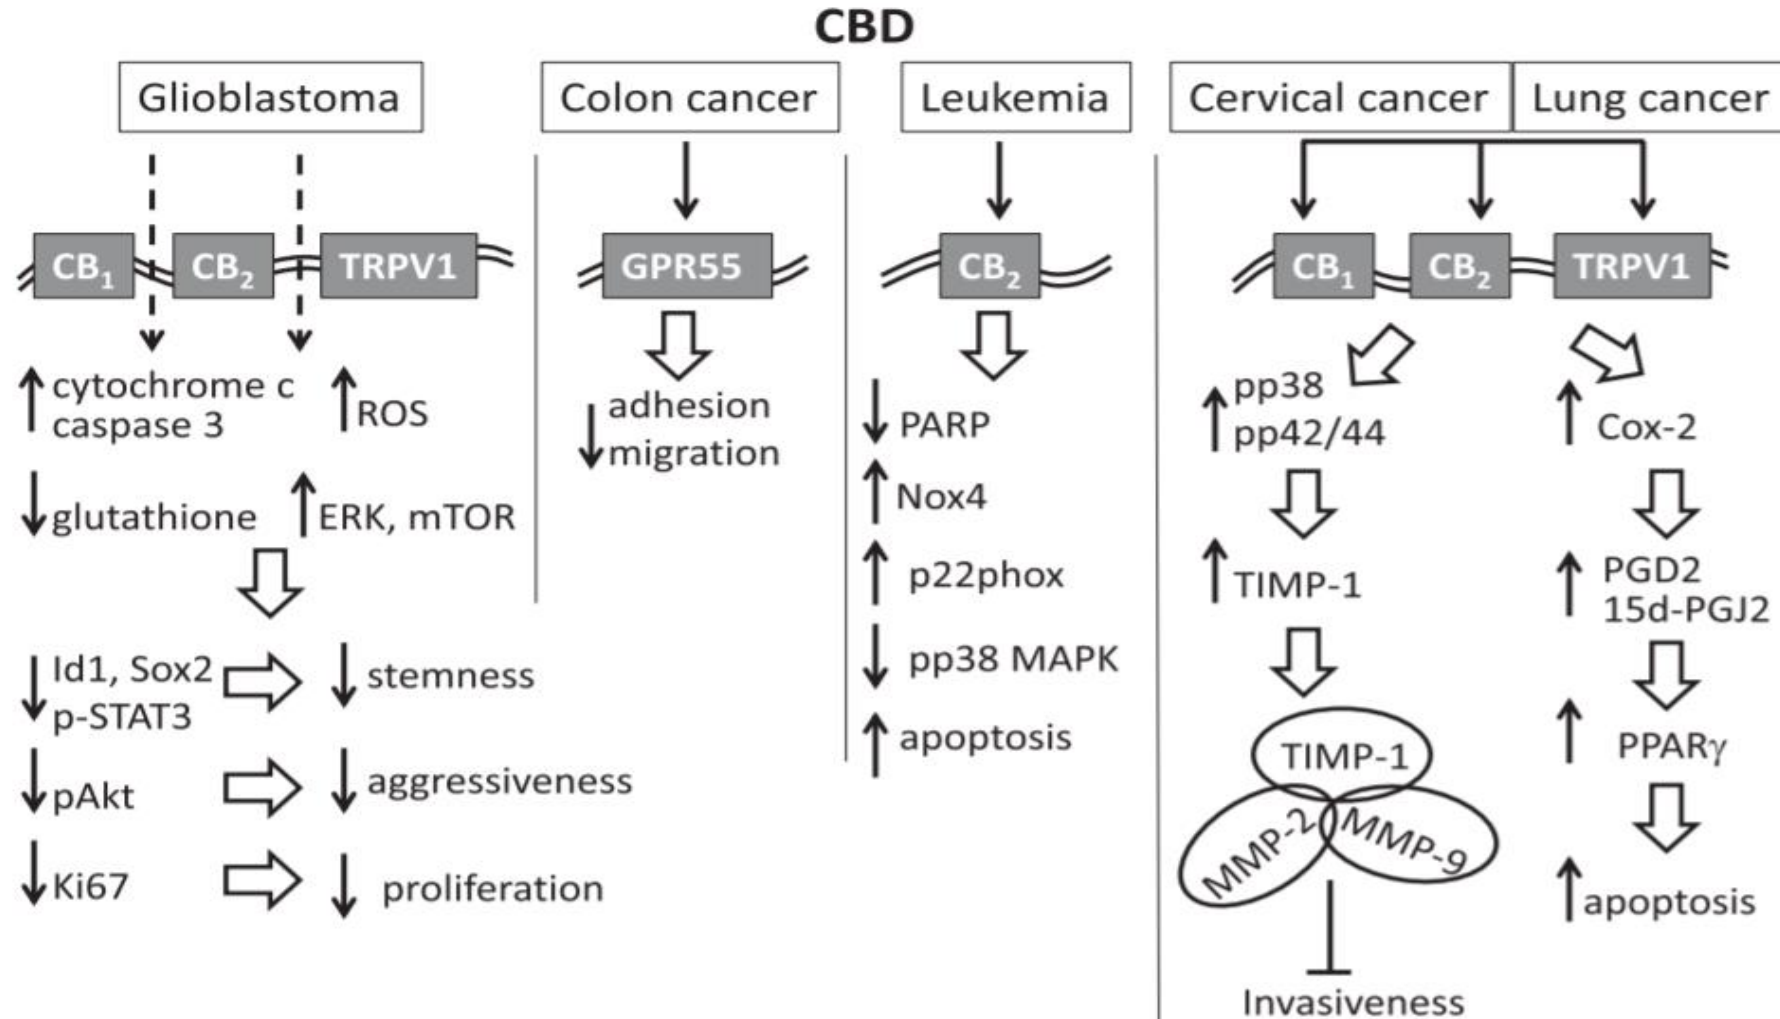 CBD
Glioblastoma
CB1
CB2
TRPV1
cytochrome c
caspase 3
ROS
glutathione
ERK, mTOR
Id1, Sox2
p-STAT3
stemness
pAkt
aggressiveness
Ki67
proliferation
Colon cancer
GPR55
adhesion
migration
Leukemia
CB2
PARP
Nox4
p22phox
pp38 MAPK
apoptosis
Cervical cancer
Lung cancer
CB1
CB2
TRPV1
pp38
pp42/44
TIMP-1
TIMP-1
MMP-2
MMP-9
Invasiveness
Cox-2
PGD2
15d-PGJ2
PPARγ
apoptosis